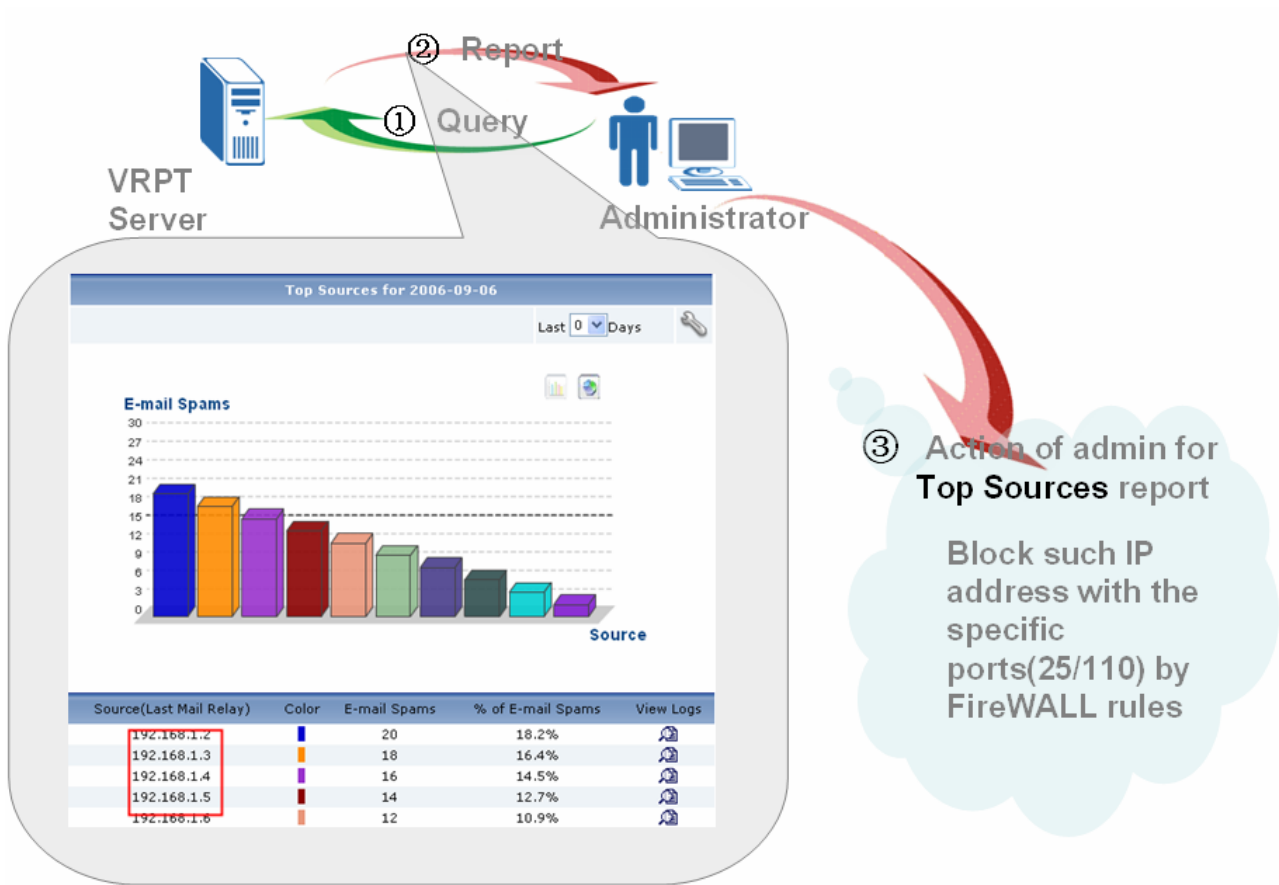 ② Report
① Query
VRPT
Server
Administrator
Top Sources for 2006-09-06
Last 0 Days
E-mail Spams
30
27
24
21
18
15
12
9
6
3
0
Source
Source(Last Mail Relay) Color E-mail Spams % of E-mail Spams View Logs
192.168.1.2 20 18.2%
192.168.1.3 18 16.4%
192.168.1.4 16 14.5%
192.168.1.5 14 12.7%
192.168.1.6 12 10.9%
③ Action of admin for
Top Sources report
Block such IP
address with the
specific
ports(25/110) by
FireWALL rules